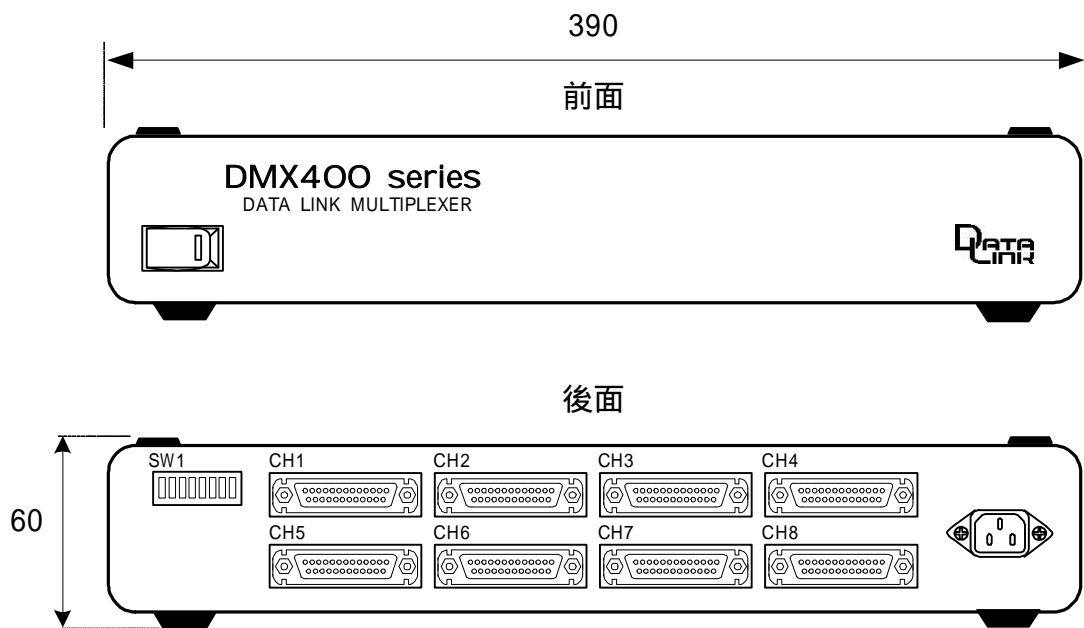 390
前面
DMX400 series
DATA LINK MULTIPLEXER
DATA LINK
後面
60
SW1 CH1 CH2 CH3 CH4
CH5 CH6 CH7 CH8